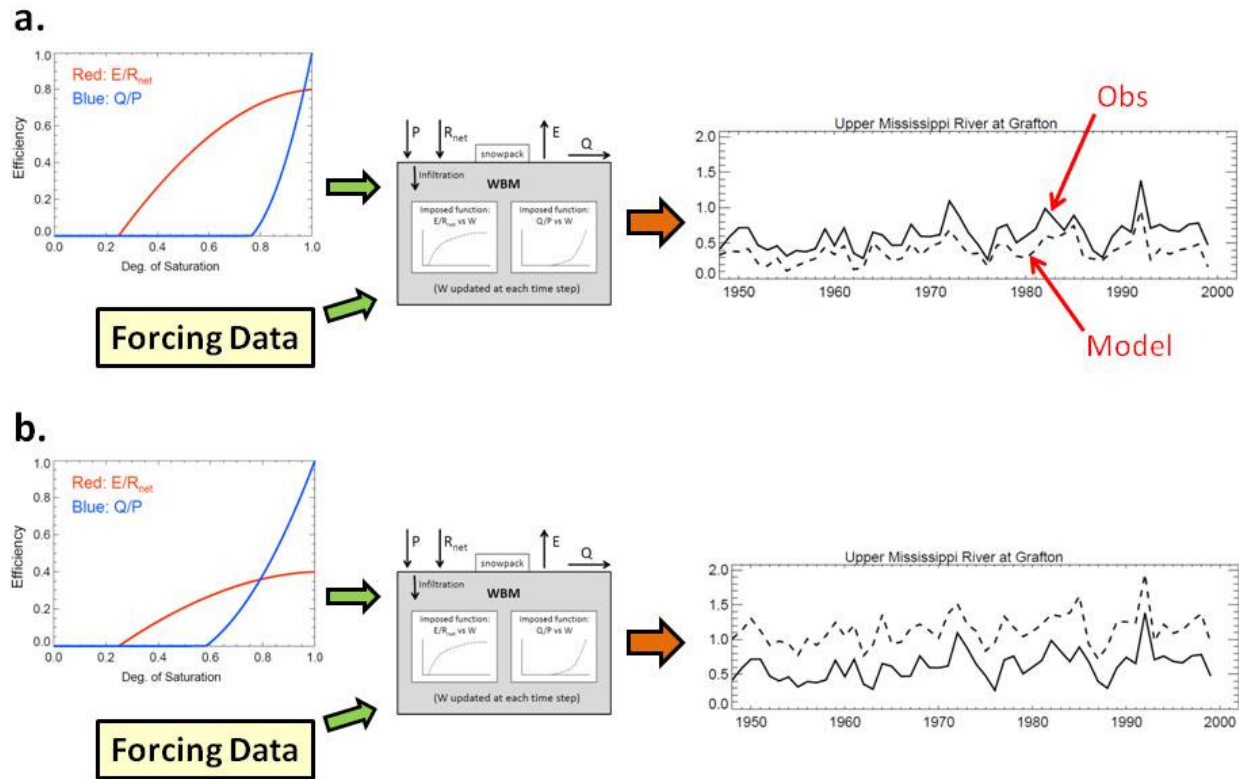 a.
1.0
0.8
0.6
0.4
0.2
0.0
Efficiency
Red: E/Rnet
Blue: Q/P
0.0 0.2 0.4 0.6 0.8 1.0
Deg. of Saturation
Forcing Data
P
Rnet
snowpack
E
Q
Infiltration
WBM
Imposed function:
E/Rnet vs W
Imposed function:
Q/P vs W
(W updated at each time step)
Obs
Upper Mississippi River at Grafton
2.0
1.5
1.0
0.5
0.0
1950 1960 1970 1980 1990 2000
Model
b.
1.0
0.8
0.6
0.4
0.2
0.0
Efficiency
Red: E/Rnet
Blue: Q/P
0.0 0.2 0.4 0.6 0.8 1.0
Deg. of Saturation
Forcing Data
P
Rnet
snowpack
E
Q
Infiltration
WBM
Imposed function:
E/Rnet vs W
Imposed function:
Q/P vs W
(W updated at each time step)
Upper Mississippi River at Grafton
2.0
1.5
1.0
0.5
0.0
1950 1960 1970 1980 1990 2000